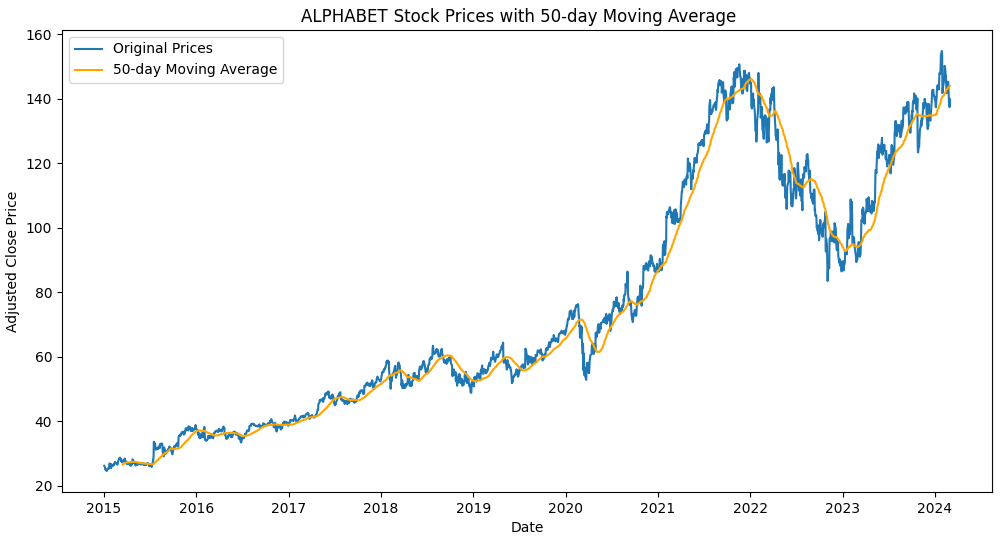 ALPHABET Stock Prices with 50-day Moving Average
Original Prices
50-day Moving Average
Adjusted Close Price
160
140
120
100
80
60
40
20
2015 2016 2017 2018 2019 2020 2021 2022 2023 2024
Date